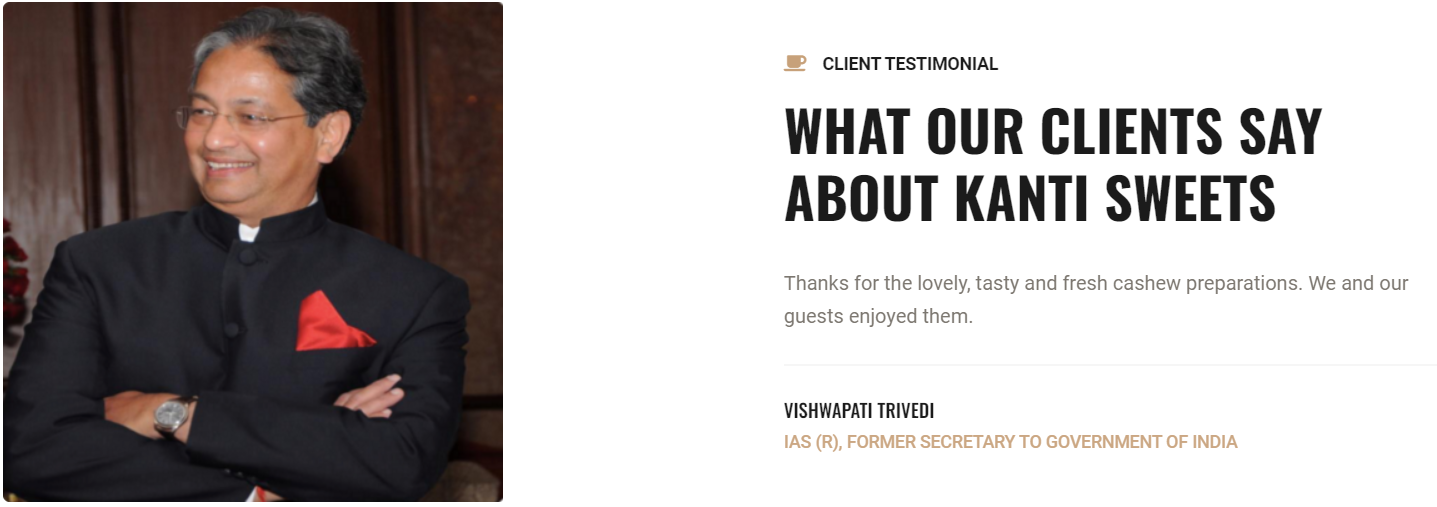 CLIENT TESTIMONIAL
WHAT OUR CLIENTS SAY
ABOUT KANTI SWEETS
Thanks for the lovely, tasty and fresh cashew preparations. We and our
guests enjoyed them.
VISHWAPATI TRIVEDI
IAS (R), FORMER SECRETARY TO GOVERNMENT OF INDIA